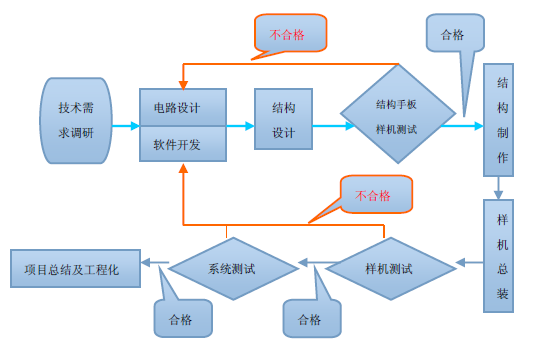 不合格
合格
技术需
求调研
电路设计
软件开发
结构
设计
结构手板
样机测试
结
构
制
作
不合格
样
机
总
装
项目总结及工程化
系统测试
样机测试
合格
合格